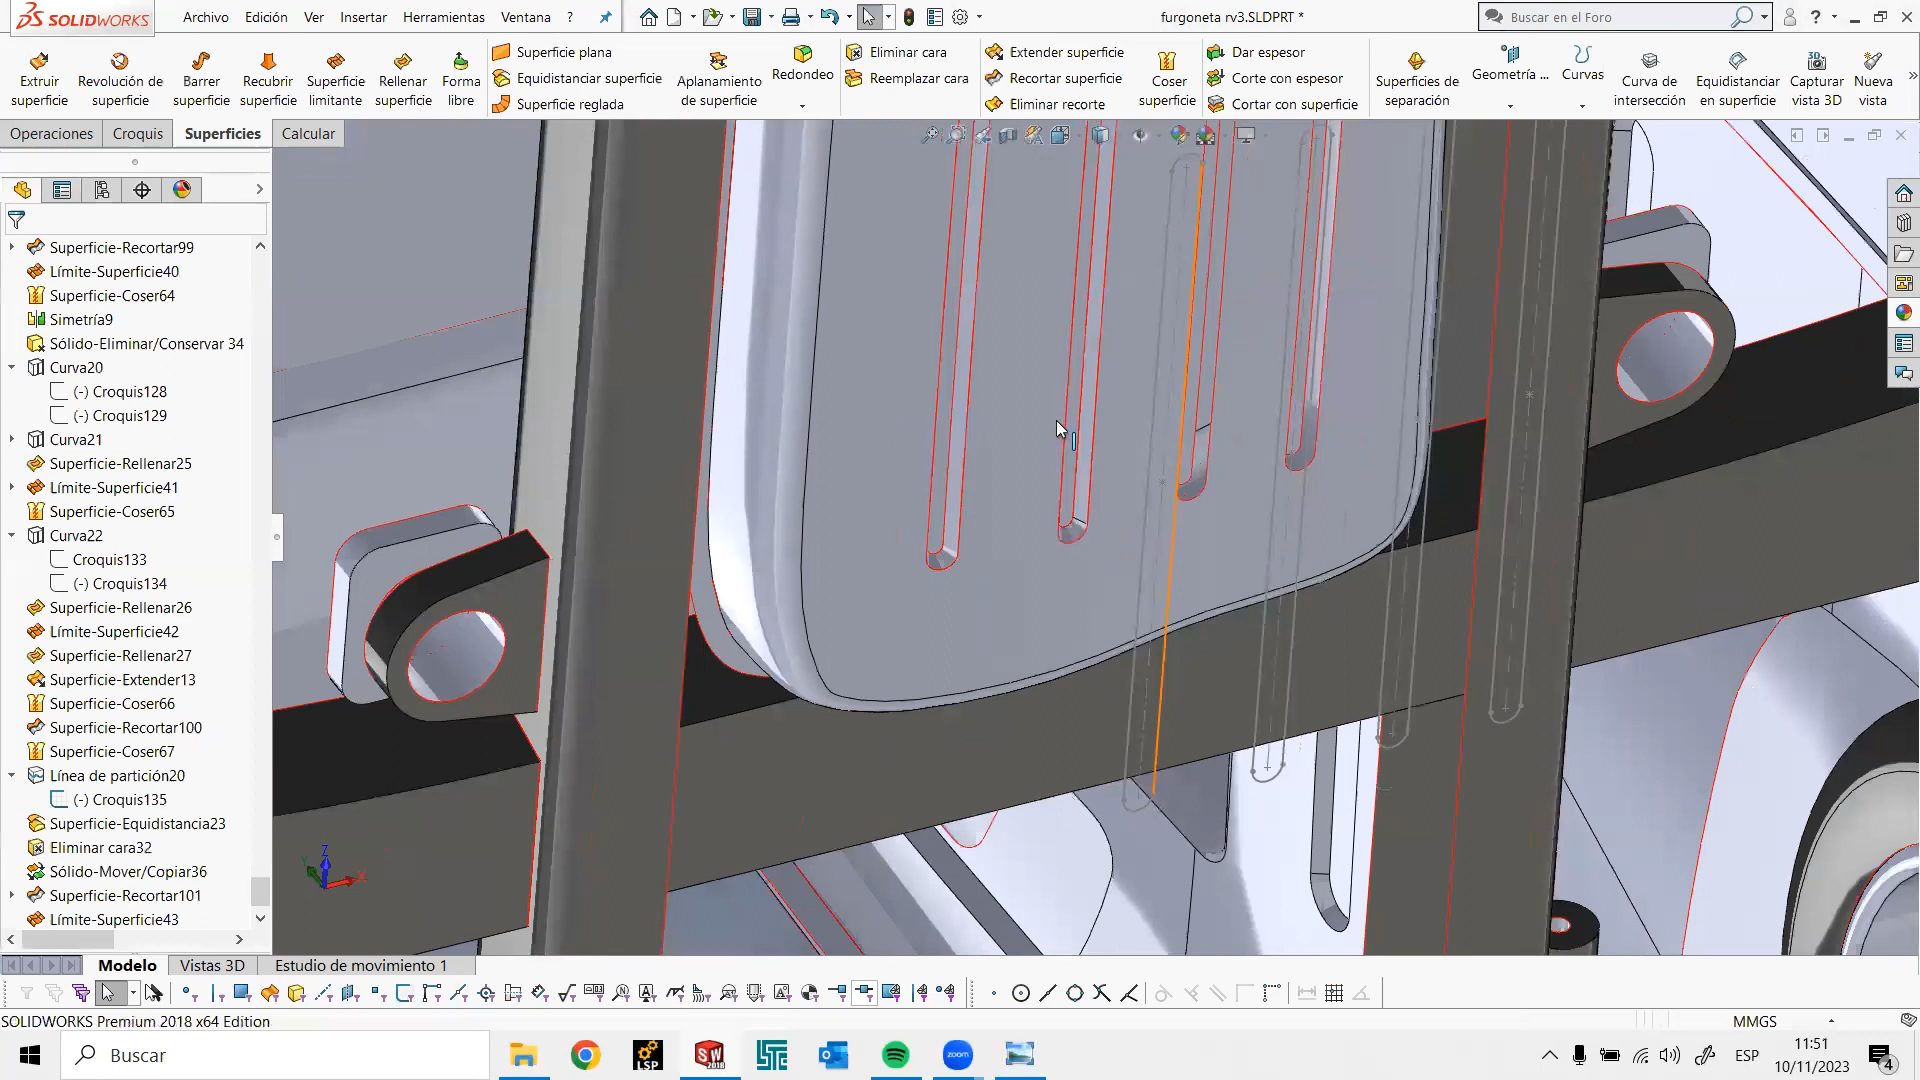 SOLIDWORKS
Archivo Edición Ver Insertar Herramientas Ventana ?
furgoneta rv3.SLDPRT *
Buscar en el Foro
?
Extruir superficie
Revolución de superficie
Barrer superficie
Recubrir superficie
Superficie limitante
Rellenar superficie
Forma libre
Superficie plana
Equidistanciar superficie
Superficie reglada
Aplanamiento de superficie
Redondeo
Eliminar cara
Reemplazar cara
Extender superficie
Recortar superficie
Eliminar recorte
Coser superficie
Dar espesor
Corte con espesor
Cortar con superficie
Superficies de separación
Geometría ...
Curvas
Curva de intersección
Equidistanciar en superficie
Capturar vista 3D
Nueva vista
Operaciones Croquis Superficies Calcular
Superficie-Recortar99
Límite-Superficie40
Superficie-Coser64
Simetría9
Sólido-Eliminar/Conservar 34
Curva20
(-) Croquis128
(-) Croquis129
Curva21
Superficie-Rellenar25
Límite-Superficie41
Superficie-Coser65
Curva22
Croquis133
(-) Croquis134
Superficie-Rellenar26
Límite-Superficie42
Superficie-Rellenar27
Superficie-Extender13
Superficie-Coser66
Superficie-Recortar100
Superficie-Coser67
Línea de partición20
(-) Croquis135
Superficie-Equidistancia23
Eliminar cara32
Sólido-Mover/Copiar36
Superficie-Recortar101
Límite-Superficie43
Z
X
Modelo Vistas 3D Estudio de movimiento 1
SOLIDWORKS Premium 2018 x64 Edition
MMGS
Buscar
LSP
SW
2018
zoom
ESP
11:51
10/11/2023
4